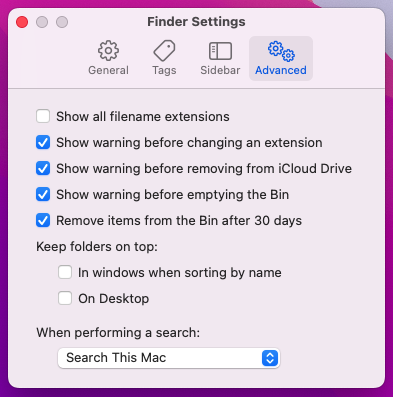 Finder Settings
General Tags Sidebar Advanced
Show all filename extensions
Show warning before changing an extension
Show warning before removing from iCloud Drive
Show warning before emptying the Bin
Remove items from the Bin after 30 days
Keep folders on top:
In windows when sorting by name
On Desktop
When performing a search:
Search This Mac